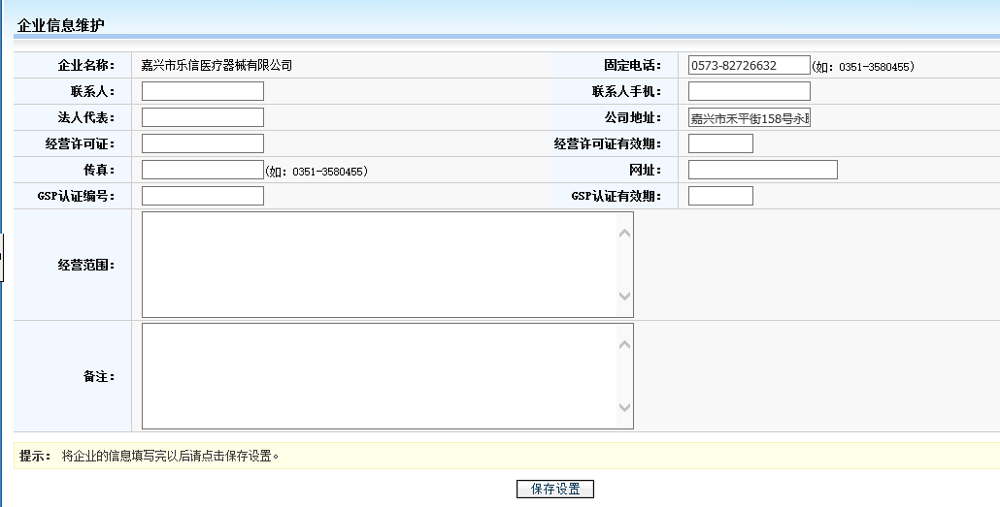 企业信息维护
企业名称： 嘉兴市乐信医疗器械有限公司 固定电话： 0573-82726632 (如：0351-3580455)
联系人： 联系人手机：
法人代表： 公司地址： 嘉兴市禾平街158号永
经营许可证： 经营许可证有效期：
传真： (如：0351-3580455) 网址：
GSP认证编号： GSP认证有效期：
经营范围：
备注：
提示： 将企业的信息填写完以后请点击保存设置。
保存设置